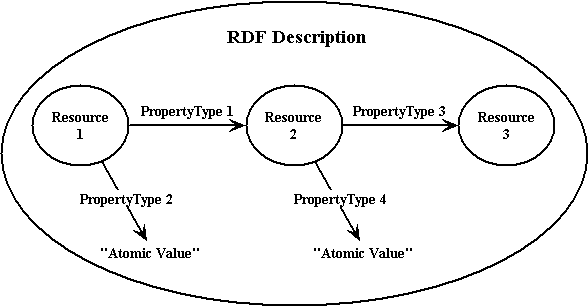 RDF Description
PropertyType 1
PropertyType 3
Resource
1
Resource
2
Resource
3
PropertyType 2
PropertyType 4
"Atomic Value"
"Atomic Value"